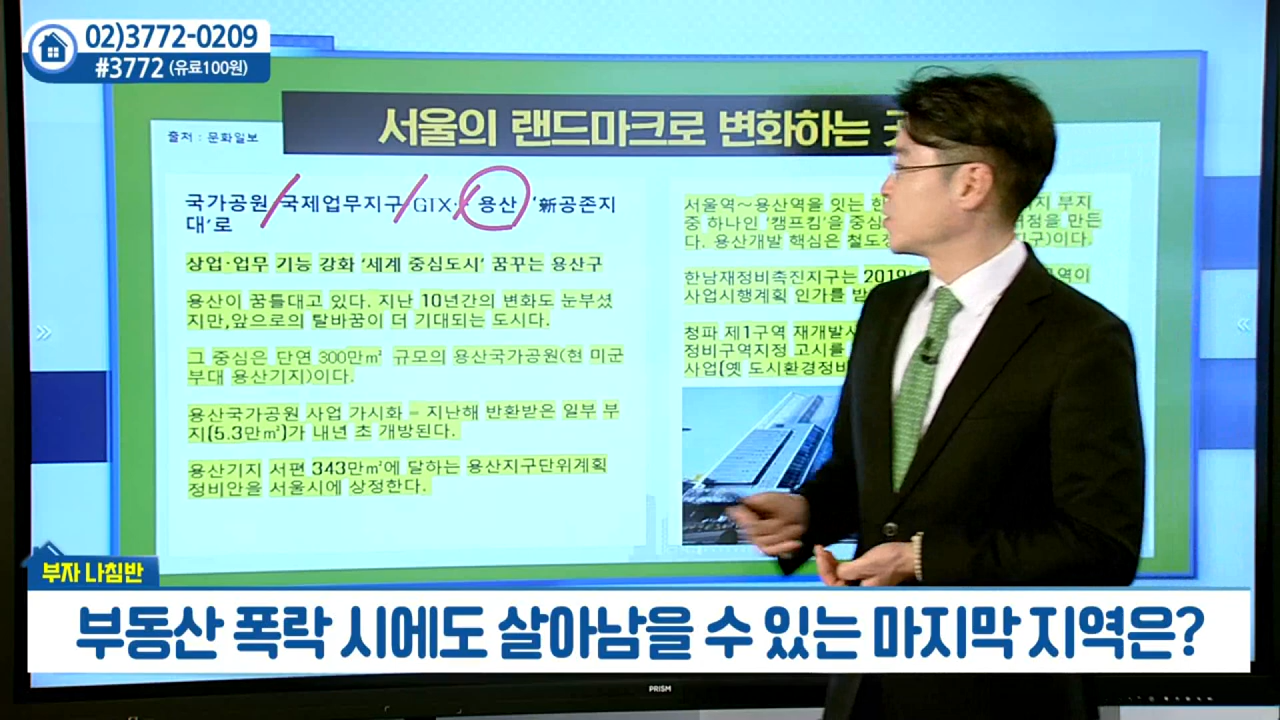 02)3772-0209
#3772 (유료100원)
서울의 랜드마크로 변화하는
출처 : 문화일보
국가공원/국제업무지구/GTX… 용산, '新공존지
대'로
상업·업무 기능 강화 '세계 중심도시' 꿈꾸는 용산구
용산이 꿈틀대고 있다. 지난 10년간의 변화도 눈부셨
지만,앞으로의 탈바꿈이 더 기대되는 도시다.
그 중심은 단연 300만㎡ 규모의 용산국가공원(현 미군
부대 용산기지)이다.
용산국가공원 사업 가시화 - 지난해 반환받은 일부 부
지(5.3만㎡)가 내년 초 개방된다.
용산기지 서편 343만㎡에 달하는 용산지구단위계획
정비안을 서울시에 상정한다.
서울역~용산역을 잇는 부지
중 하나인 '캠프킴'을 중심 만든
다. 용산개발 핵심은 철도 구)이다.
한남재정비촉진지구는 2019 구역이
사업시행계획 인가를
청파 제1구역 재개발
정비구역지정 고시를
사업(옛 도시환경정비
부자 나침반
부동산 폭락 시에도 살아남을 수 있는 마지막 지역은?
PRISM